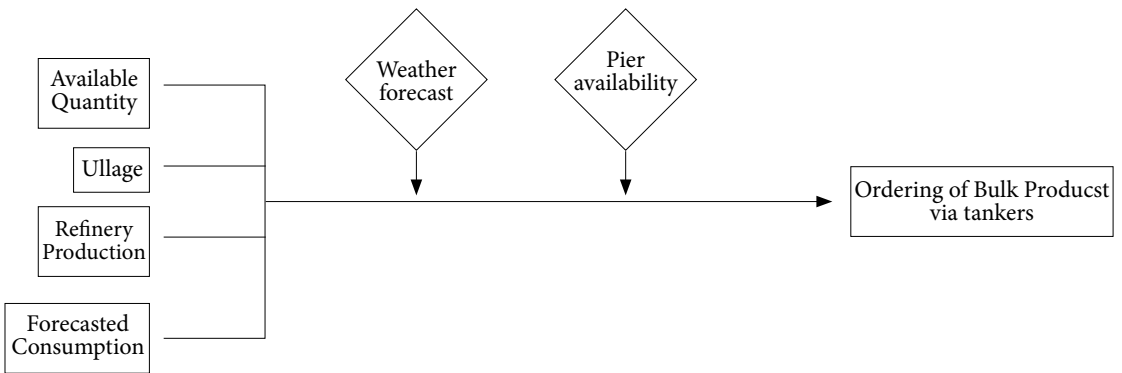 Available
Quantity
Ullage
Refinery
Production
Forecasted
Consumption
Weather
forecast
Pier
availability
Ordering of Bulk Producst
via tankers